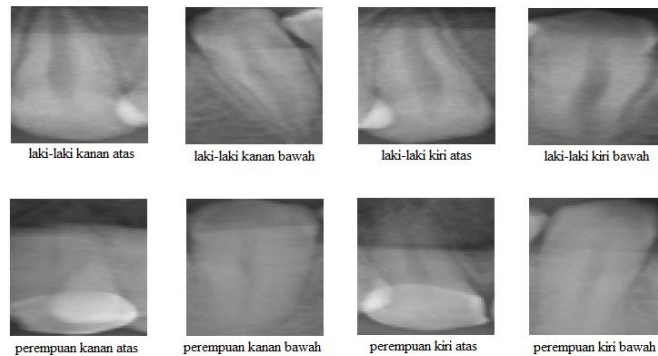 laki-laki kanan atas
laki-laki kanan bawah
laki-laki kiri atas
laki-laki kiri bawah
perempuan kanan atas
perempuan kanan bawah
perempuan kiri atas
perempuan kiri bawah